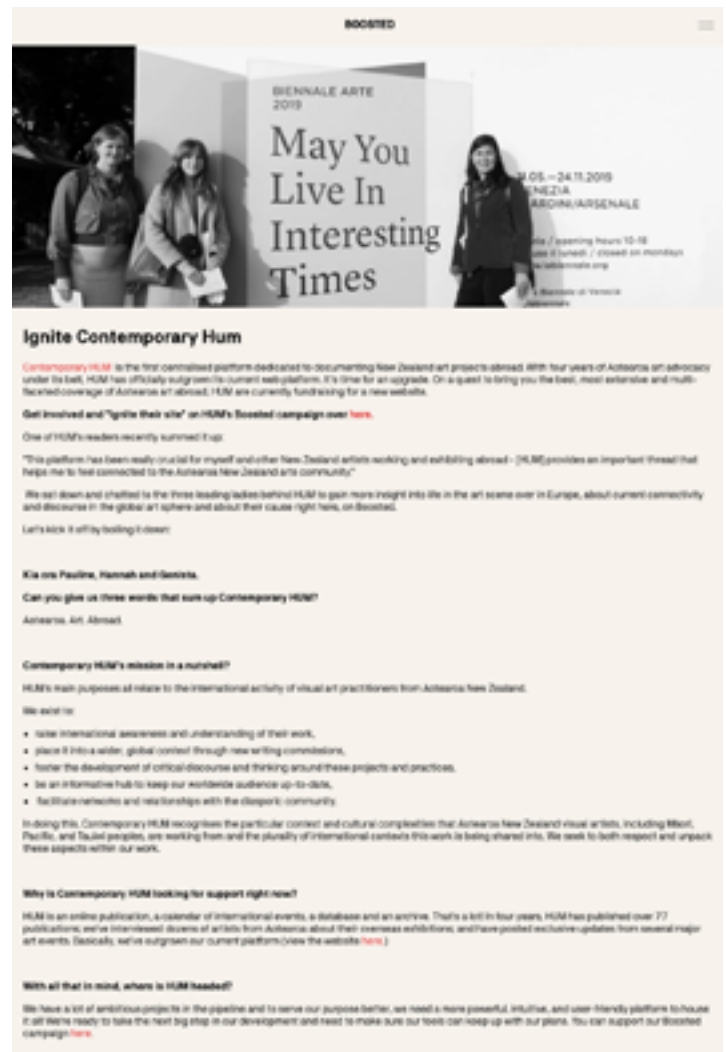 BOOSTED
BIENNALE ARTE
2019
May You
Live In
Interesting
Times
.05.—24.11.2019
ENEZIA
ARDINI/ARSENALE
/ opening hours 10-18
lunedì / closed on mondays
labiennale.org
Biennale di Venezia
Ignite Contemporary Hum
Contemporary HUM is the first centralised platform dedicated to documenting New Zealand art projects abroad. With four years of Aotearoa art advocacy
under its belt, HUM has officially outgrown its current web platform. It's time for an upgrade. On a quest to bring you the best, most extensive and multi-
faceted coverage of Aotearoa art abroad, HUM are currently fundraising for a new website.
Get involved and "ignite their site" on HUM's Boosted campaign over here.
One of HUM's readers recently summed it up:
"This platform has been really crucial for myself and other New Zealand artists working and exhibiting abroad - [HUM] provides an important thread that
helps me to feel connected to the Aotearoa New Zealand arts community."
We sat down and chatted to the three leading ladies behind HUM to gain more insight into life in the art scene over in Europe, about current connectivity
and discourse in the global art sphere and about their cause right here, on Boosted.
Let's kick it off by boiling it down:
Kia ora Pauline, Hannah and Genista.
Can you give us three words that sum up Contemporary HUM?
Aotearoa. Art. Abroad.
Contemporary HUM's mission in a nutshell?
HUM's main purposes all relate to the international activity of visual art practitioners from Aotearoa New Zealand.
We exist to:
• raise international awareness and understanding of their work,
• place it into a wider, global context through new writing commissions,
• foster the development of critical discourse and thinking around these projects and practices,
• be an informative hub to keep our worldwide audience up-to-date,
• facilitate networks and relationships with the diasporic community.
In doing this, Contemporary HUM recognises the particular context and cultural complexities that Aotearoa New Zealand visual artists, including Māori,
Pacific, and Tauiwi peoples, are working from and the plurality of international contexts this work is being shared into. We seek to both respect and unpack
these aspects within our work.
Why is Contemporary HUM looking for support right now?
HUM is an online publication, a calendar of international events, a database and an archive. That's a lot! In four years, HUM has published over 77
publications; we've interviewed dozens of artists from Aotearoa about their overseas exhibitions; and have posted exclusive updates from several major
art events. Basically, we've outgrown our current platform (view the website here.)
With all that in mind, where is HUM headed?
We have a lot of ambitious projects in the pipeline and to serve our purpose better, we need a more powerful, intuitive, and user-friendly platform to house
it all! We're ready to take the next big step in our development and need to make sure our tools can keep up with our plans. You can support our Boosted
campaign here.